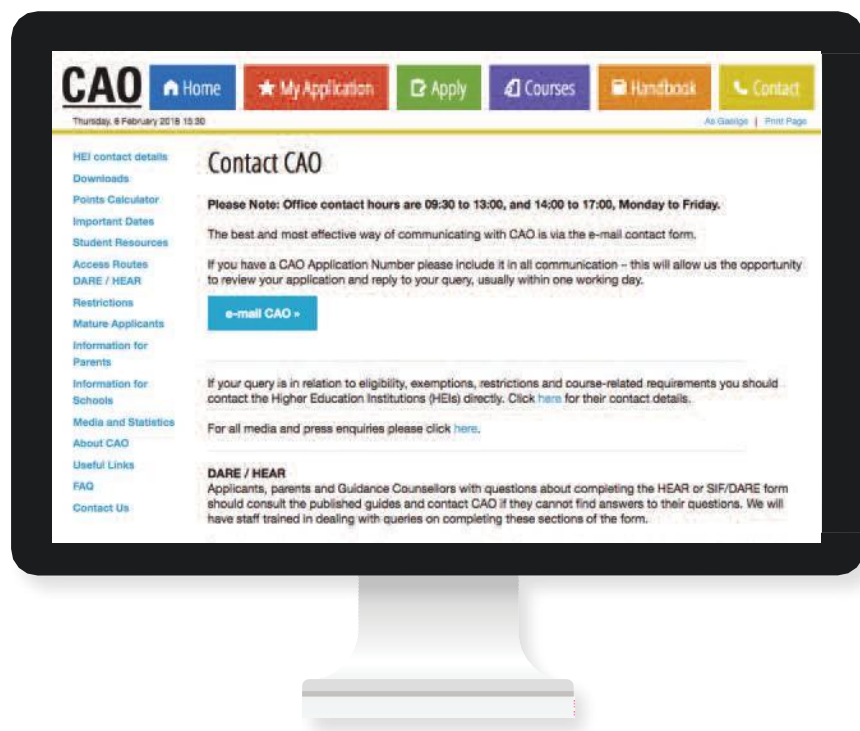 CAO Home My Application Apply Courses Handbook Contact
Thursday, 8 February 2018 15:30
As Gaeilge | Print Page
HEI contact details
Downloads
Points Calculator
Important Dates
Student Resources
Access Routes
DARE / HEAR
Restrictions
Mature Applicants
Information for
Parents
Information for
Schools
Media and Statistics
About CAO
Useful Links
FAQ
Contact Us
Contact CAO
Please Note: Office contact hours are 09:30 to 13:00, and 14:00 to 17:00, Monday to Friday.
The best and most effective way of communicating with CAO is via the e-mail contact form.
If you have a CAO Application Number please include it in all communication – this will allow us the opportunity
to review your application and reply to your query, usually within one working day.
e-mail CAO »
If your query is in relation to eligibility, exemptions, restrictions and course-related requirements you should
contact the Higher Education Institutions (HEIs) directly. Click here for their contact details.
For all media and press enquiries please click here.
DARE / HEAR
Applicants, parents and Guidance Counsellors with questions about completing the HEAR or SIF/DARE form
should consult the published guides and contact CAO if they cannot find answers to their questions. We will
have staff trained in dealing with queries on completing these sections of the form.